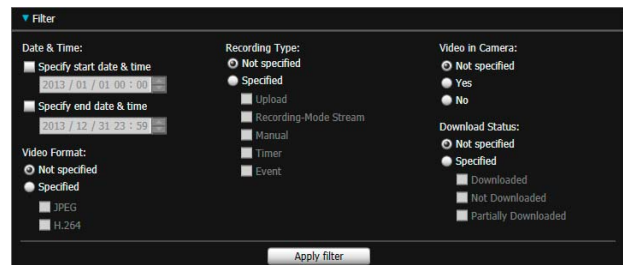 Filter
Date & Time:
Specify start date & time
2013 / 01 / 01 00 : 00
Specify end date & time
2013 / 12 / 31 23 : 59
Video Format:
Not specified
Specified
JPEG
H.264
Recording Type:
Not specified
Specified
Upload
Recording-Mode Stream
Manual
Timer
Event
Video in Camera:
Not specified
Yes
No
Download Status:
Not specified
Specified
Downloaded
Not Downloaded
Partially Downloaded
Apply filter